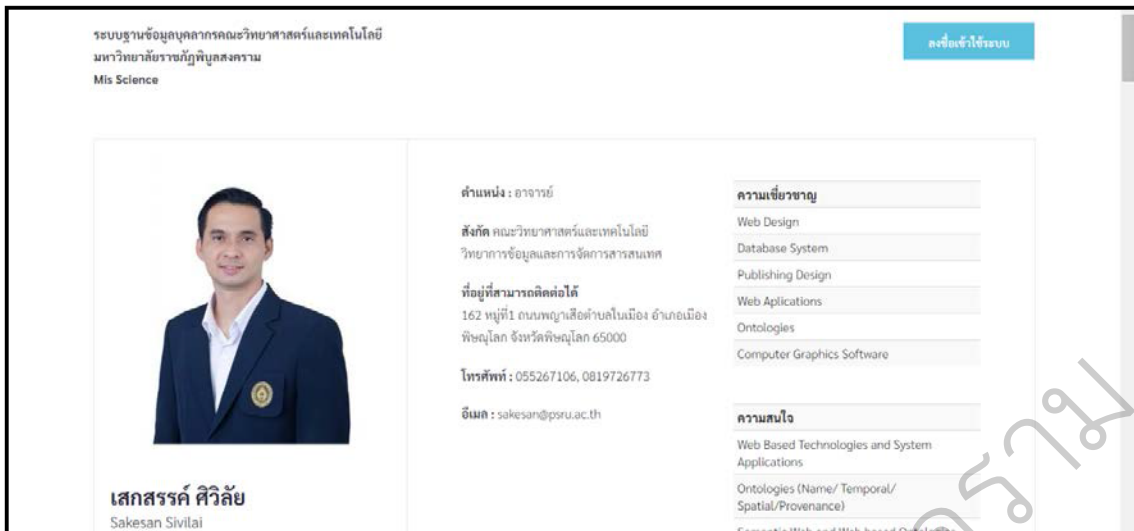 ระบบฐานข้อมูลบุคลากรคณะวิทยาศาสตร์และเทคโนโลยี
มหาวิทยาลัยราชภัฏพิบูลสงคราม
Mis Science
ลงชื่อเข้าใช้ระบบ
เสกสรรค์ ศิวิลัย
Sakesan Sivilai
ตำแหน่ง : อาจารย์
สังกัด คณะวิทยาศาสตร์และเทคโนโลยี
วิทยาการข้อมูลและการจัดการสารสนเทศ
ที่อยู่ที่สามารถติดต่อได้
162 หมู่ที่1 ถนนพญาเสือตำบลในเมือง อำเภอเมือง
พิษณุโลก จังหวัดพิษณุโลก 65000
โทรศัพท์ : 055267106, 0819726773
อีเมล : sakesan@psru.ac.th
ความเชี่ยวชาญ
Web Design
Database System
Publishing Design
Web Aplications
Ontologies
Computer Graphics Software
ความสนใจ
Web Based Technologies and System
Applications
Ontologies (Name/ Temporal/
Spatial/Provenance)
Semantic Web and Web based